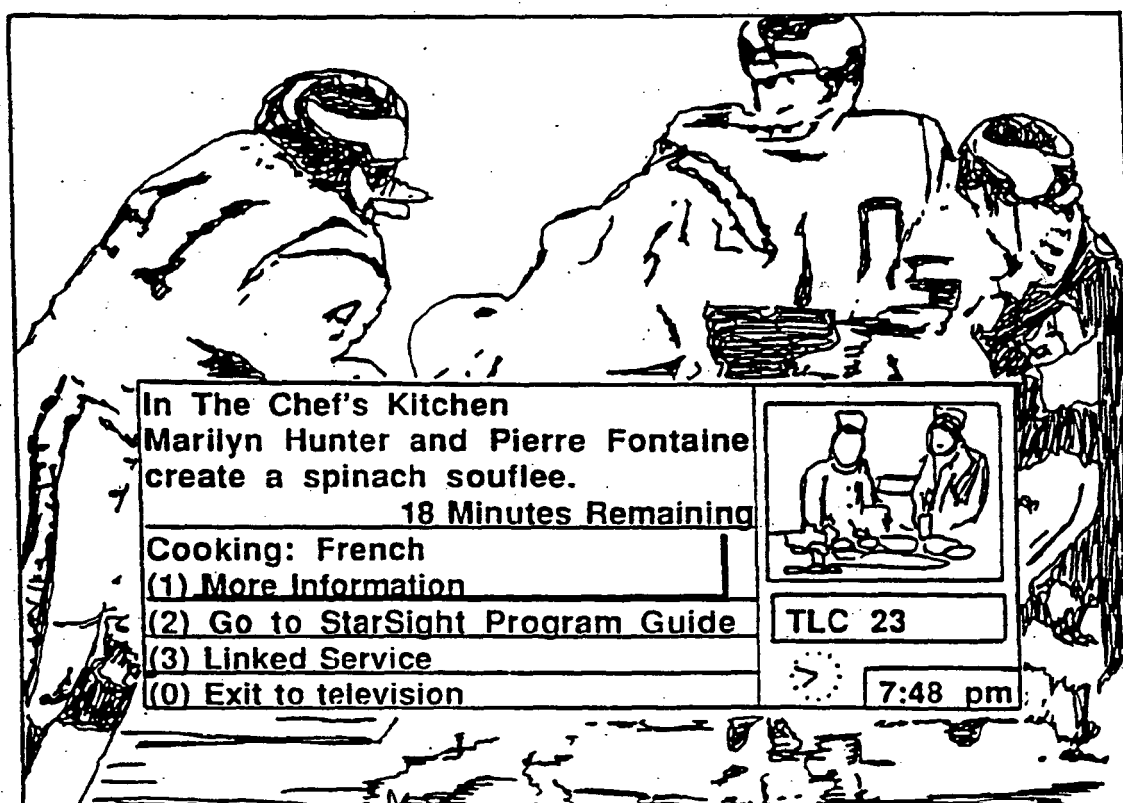 In The Chef's Kitchen
Marilyn Hunter and Pierre Fontaine
create a spinach souflee.
18 Minutes Remaining
Cooking: French
(1) More Information
(2) Go to StarSight Program Guide
(3) Linked Service
(0) Exit to television
TLC 23
7:48 pm